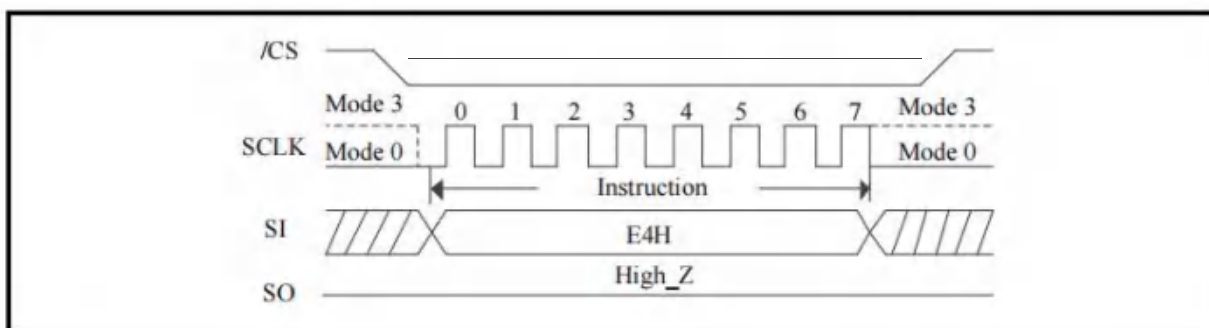 /CS
Mode 3 0 1 2 3 4 5 6 7 Mode 3
SCLK Mode 0 Mode 0
Instruction
SI E4H
High_Z
SO